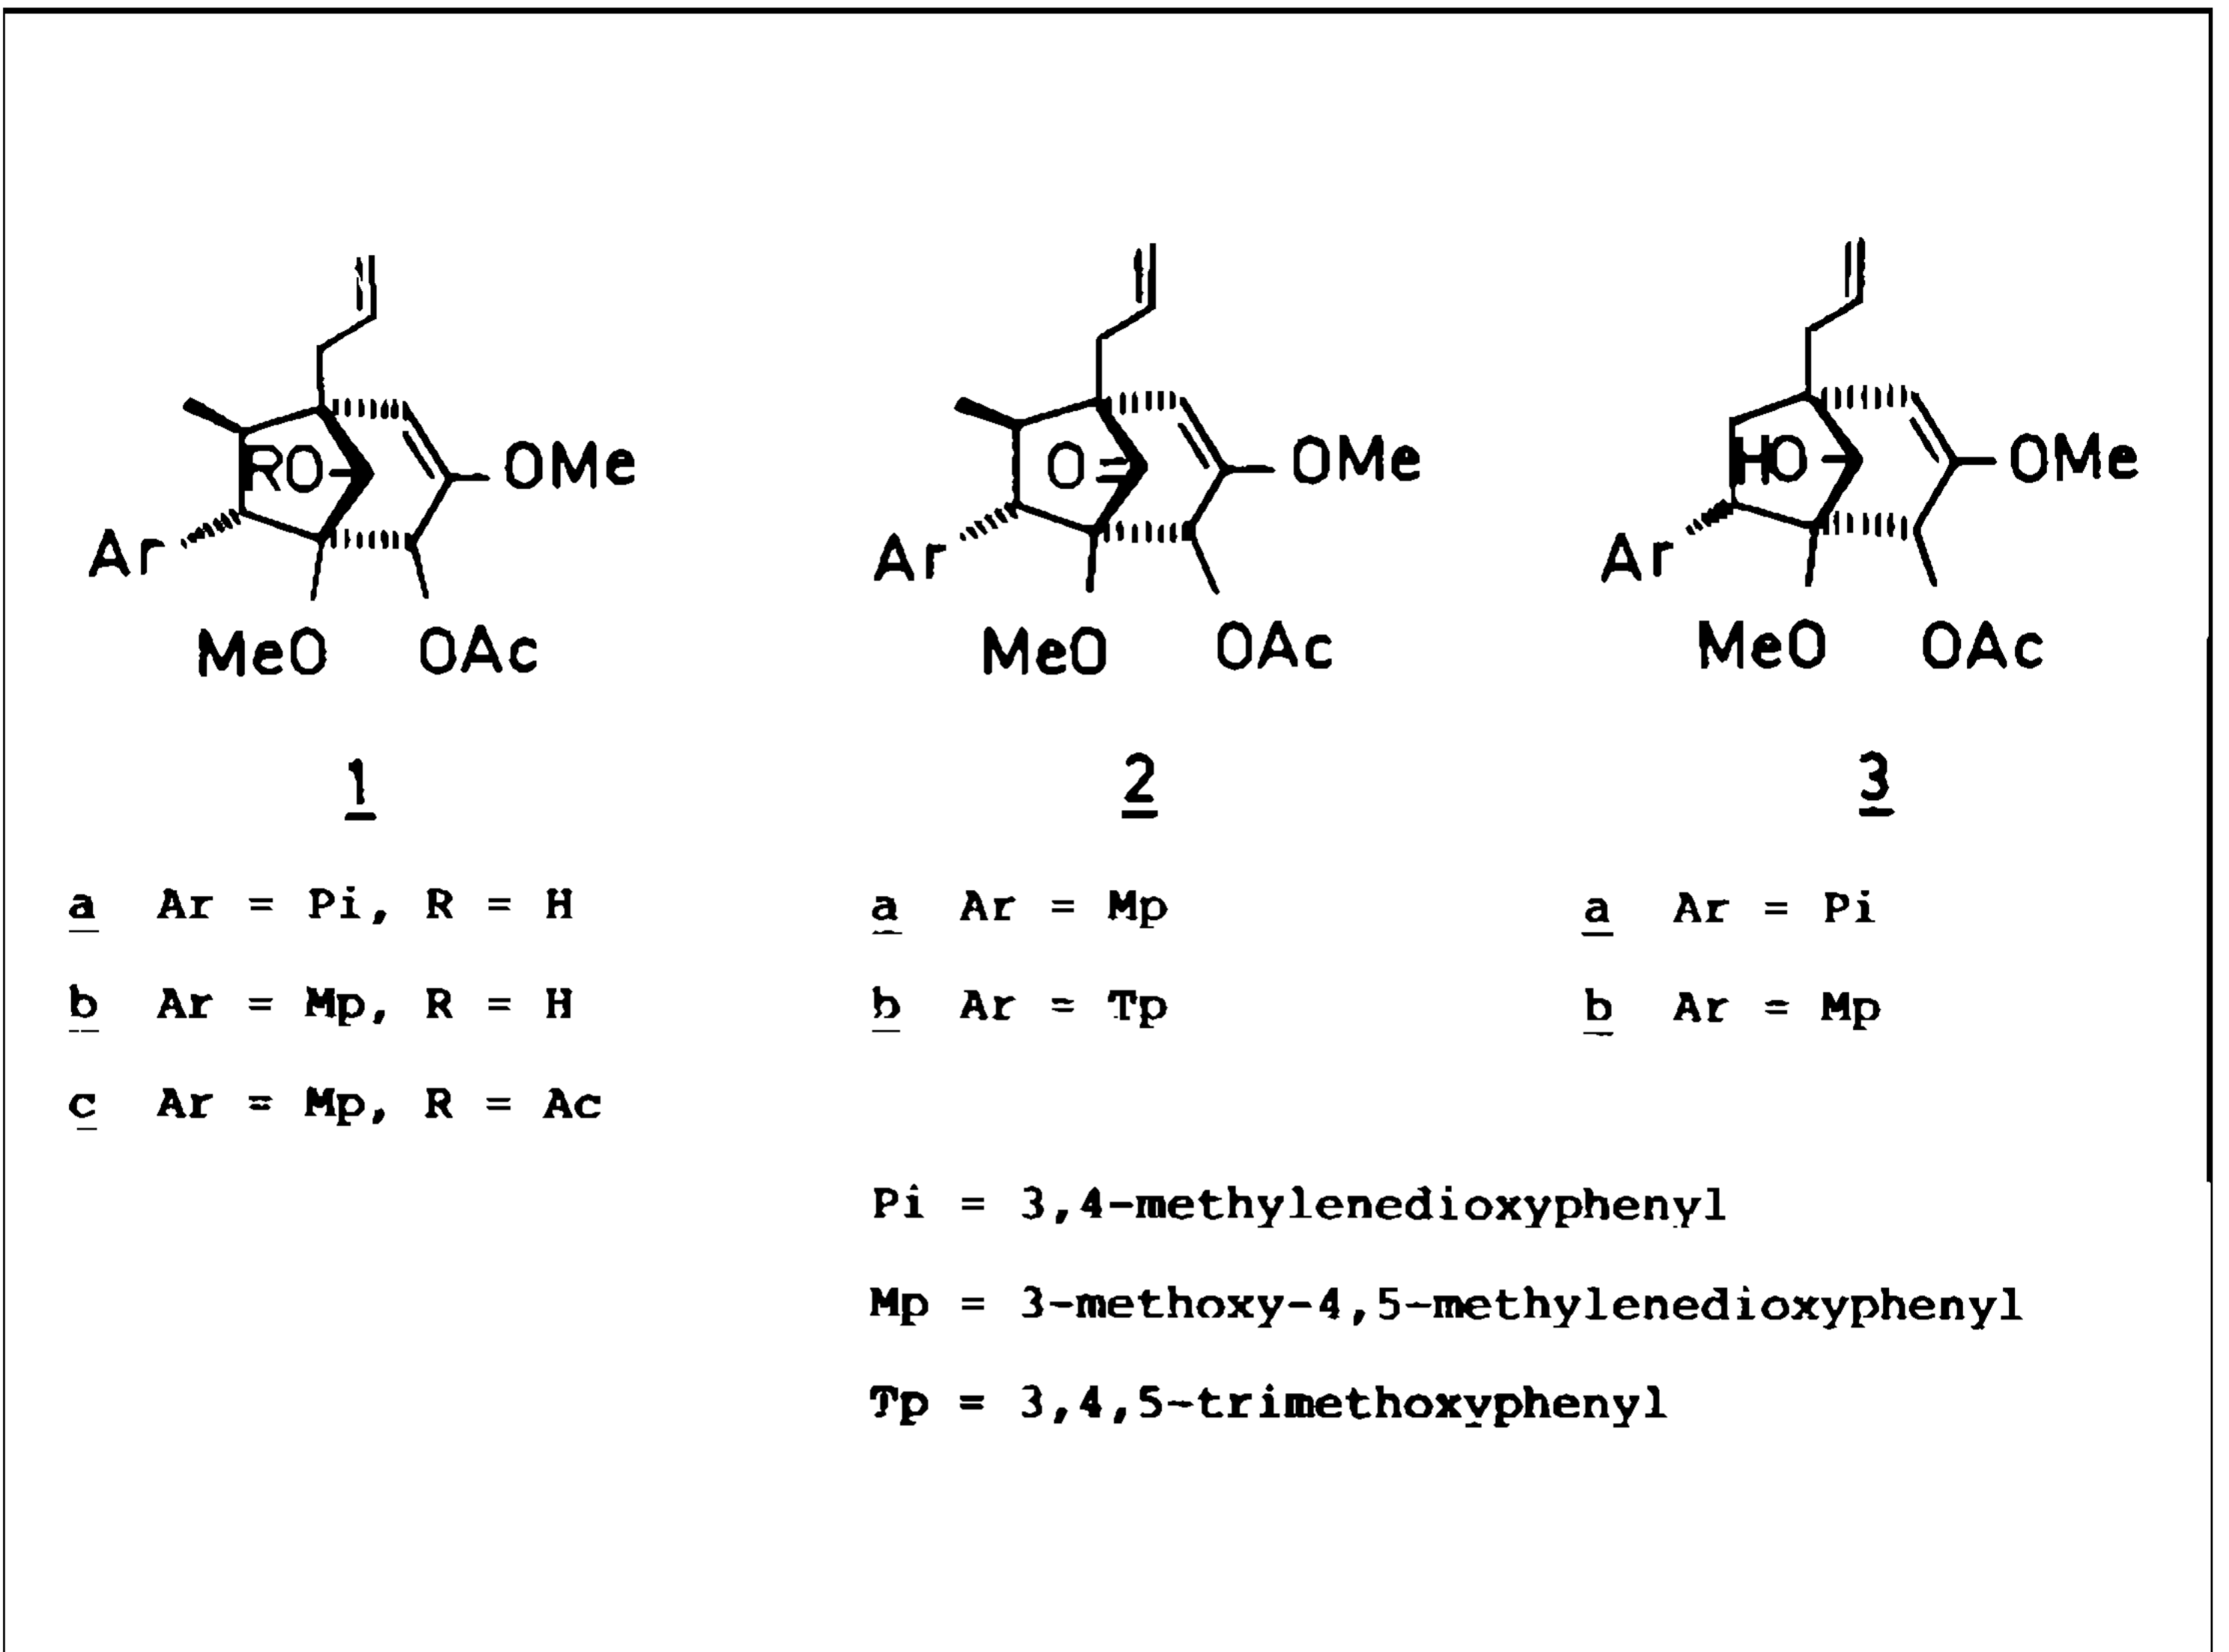 RO OMe
Ar
MeO OAc
O OMe
Ar
MeO OAc
HO OMe
Ar
MeO OAc
1 2 3
a Ar = Pi, R = H
b Ar = Mp, R = H
c Ar = Mp, R = Ac
a Ar = Mp
b Ar = Tp
a Ar = Pi
b Ar = Mp
Pi = 3,4-methylenedioxyphenyl
Mp = 3-methoxy-4,5-methylenedioxyphenyl
Tp = 3,4,5-trimethoxyphenyl